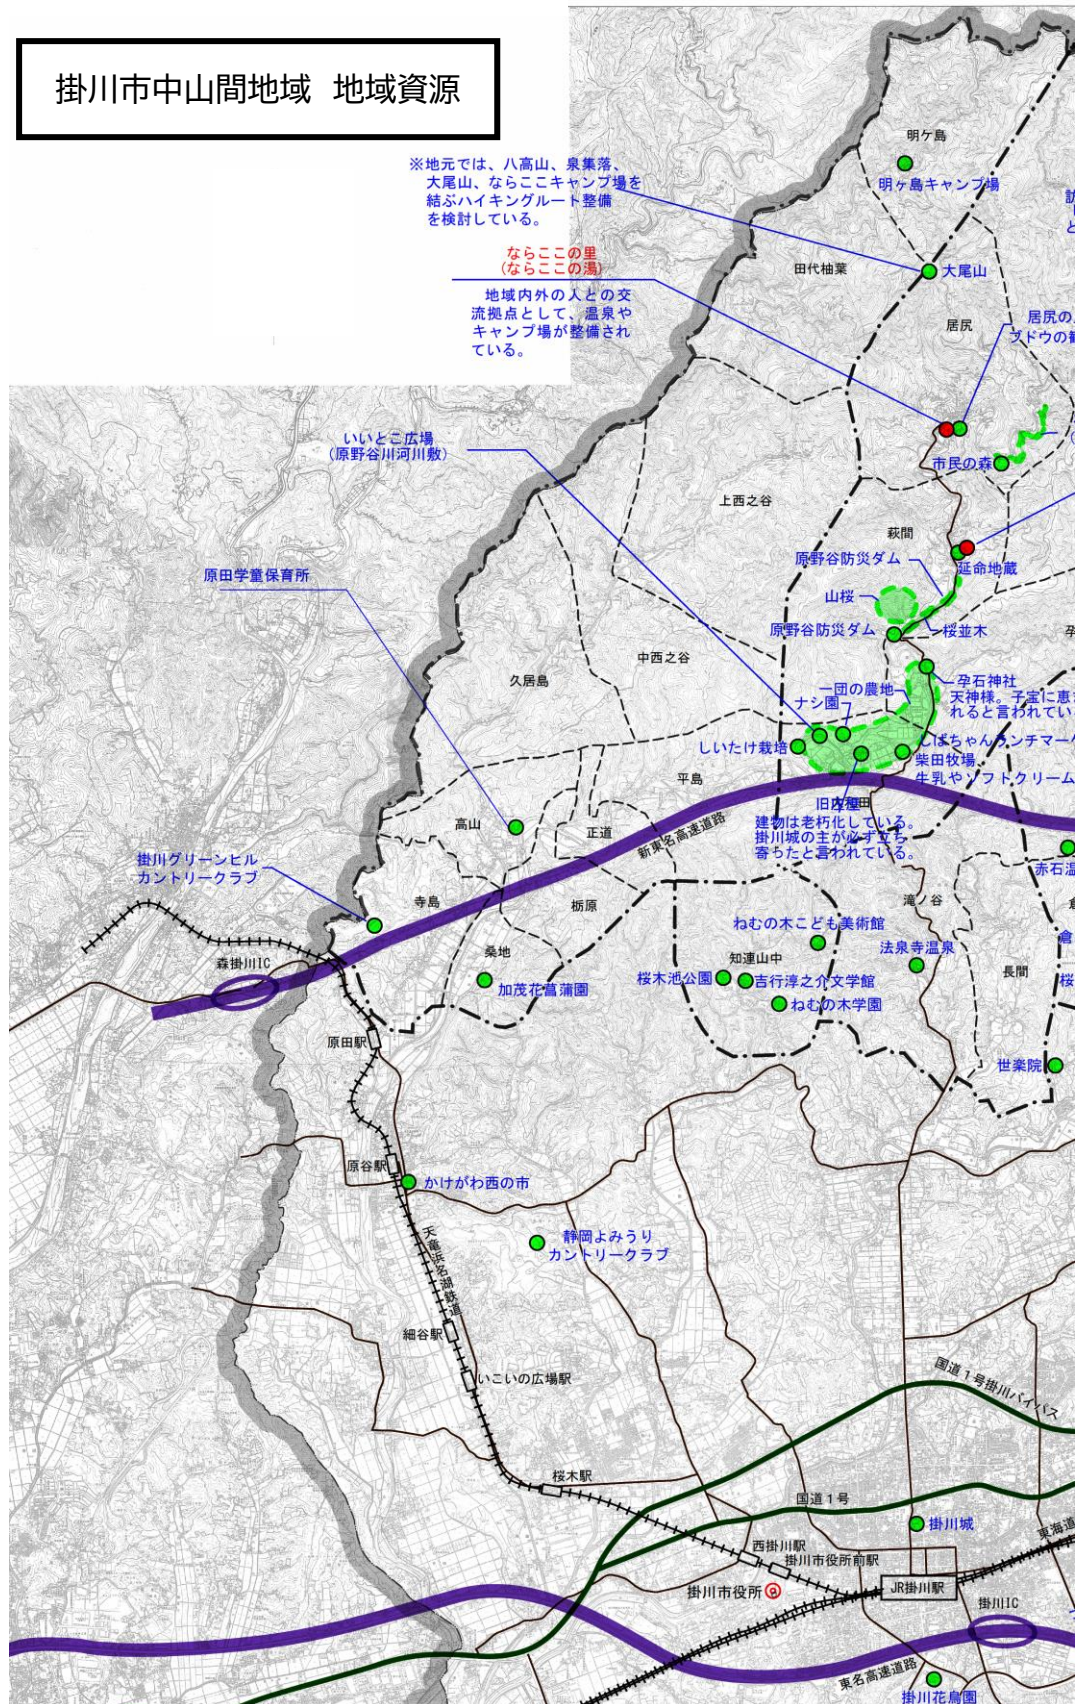 掛川市中山間地域 地域資源
※地元では、八高山、泉集落、
大尾山、ならここキャンプ場を
結ぶハイキングルート整備
を検討している。
明ケ島
明ヶ島キャンプ場
ならここの里
(ならここの湯)
地域内外の人との交
流拠点として、温泉や
キャンプ場が整備され
ている。
田代柚葉
大尾山
居尻
居尻の
ブドウの
いいとこ広場
(原野谷川河川敷)
市民の森
上西之谷
萩間
原野谷防災ダム
延命地蔵
原田学童保育所
山桜
原野谷防災ダム
桜並木
中西之谷
久居島
孕石神社
天神様。子宝に恵
れると言われてい
一団の農地
ナシ園
しいたけ栽培
しばちゃんランチマー
柴田牧場
牛乳やソフトクリーム
平島
建物は老朽化している。
掛川城の主が必ず立ち
寄ったと言われている。
高山
正道
新東名高速道路
掛川グリーンヒル
カントリークラブ
赤石温
寺島
栃原
滝ノ谷
倉
ねむの木こども美術館
法泉寺温泉
森掛川IC
桑地
加茂花菖蒲園
知連山中
桜木池公園
吉行淳之介文学館
ねむの木学園
長間
桜
原田駅
世楽院
原谷駅
かけがわ西の市
静岡よみうり
カントリークラブ
天竜浜名湖鉄道
細谷駅
いこいの広場駅
国道1号掛川バイパス
桜木駅
国道1号
掛川城
東海道
西掛川駅
掛川市役所前駅
掛川市役所
JR掛川駅
掛川IC
東名高速道路
掛川花鳥園